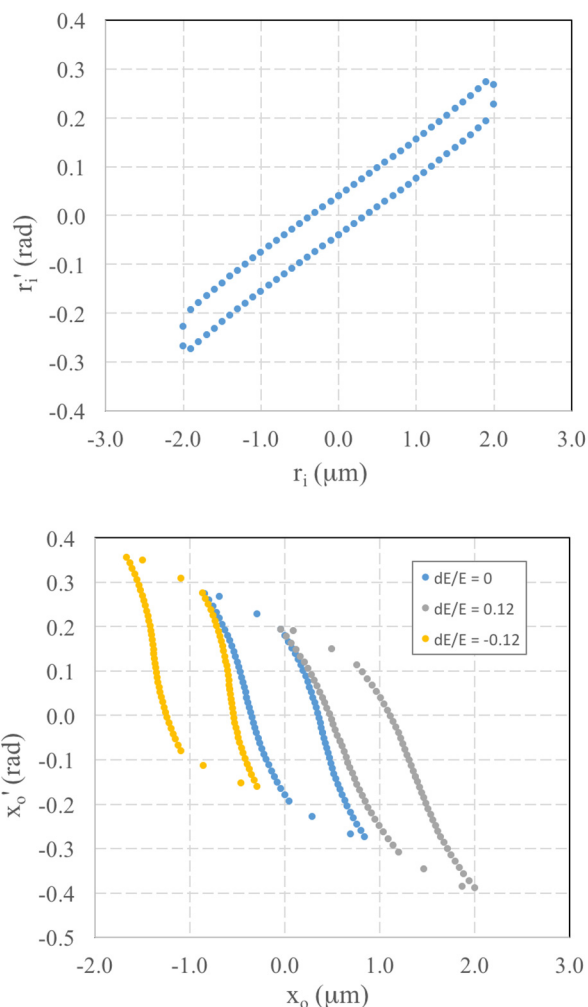 0.4
0.3
0.2
0.1
0.0
-0.1
-0.2
-0.3
-0.4
rᵢ' (rad)
-3.0 -2.0 -1.0 0.0 1.0 2.0 3.0
rᵢ (μm)
0.4
0.3
0.2
0.1
0.0
-0.1
-0.2
-0.3
-0.4
-0.5
xₒ' (rad)
dE/E = 0
dE/E = 0.12
dE/E = -0.12
-2.0 -1.0 0.0 1.0 2.0 3.0
xₒ (μm)